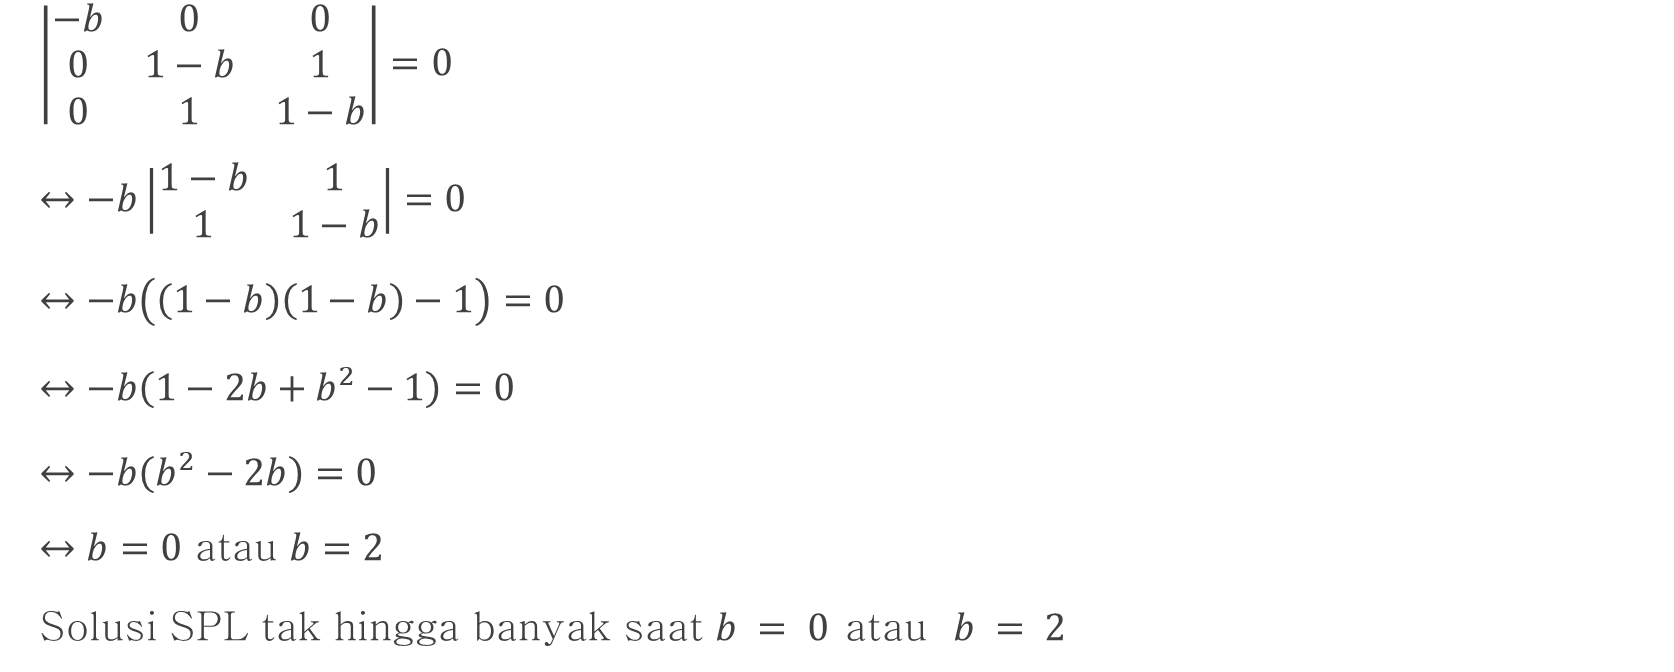 |−b 0 0|
|0 1 − b 1| = 0
|0 1 1 − b|
↔ −b |1 − b 1| = 0
|1 1 − b|
↔ −b((1 − b)(1 − b) − 1) = 0
↔ −b(1 − 2b + b² − 1) = 0
↔ −b(b² − 2b) = 0
↔ b = 0 atau b = 2
Solusi SPL tak hingga banyak saat b = 0 atau b = 2